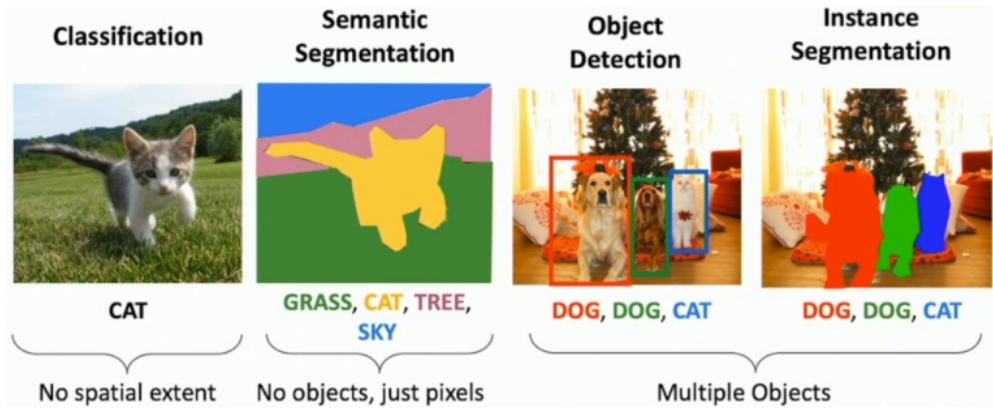 Classification
Semantic
Segmentation
Object
Detection
Instance
Segmentation
CAT
GRASS, CAT, TREE,
SKY
DOG, DOG, CAT
DOG, DOG, CAT
No spatial extent
No objects, just pixels
Multiple Objects